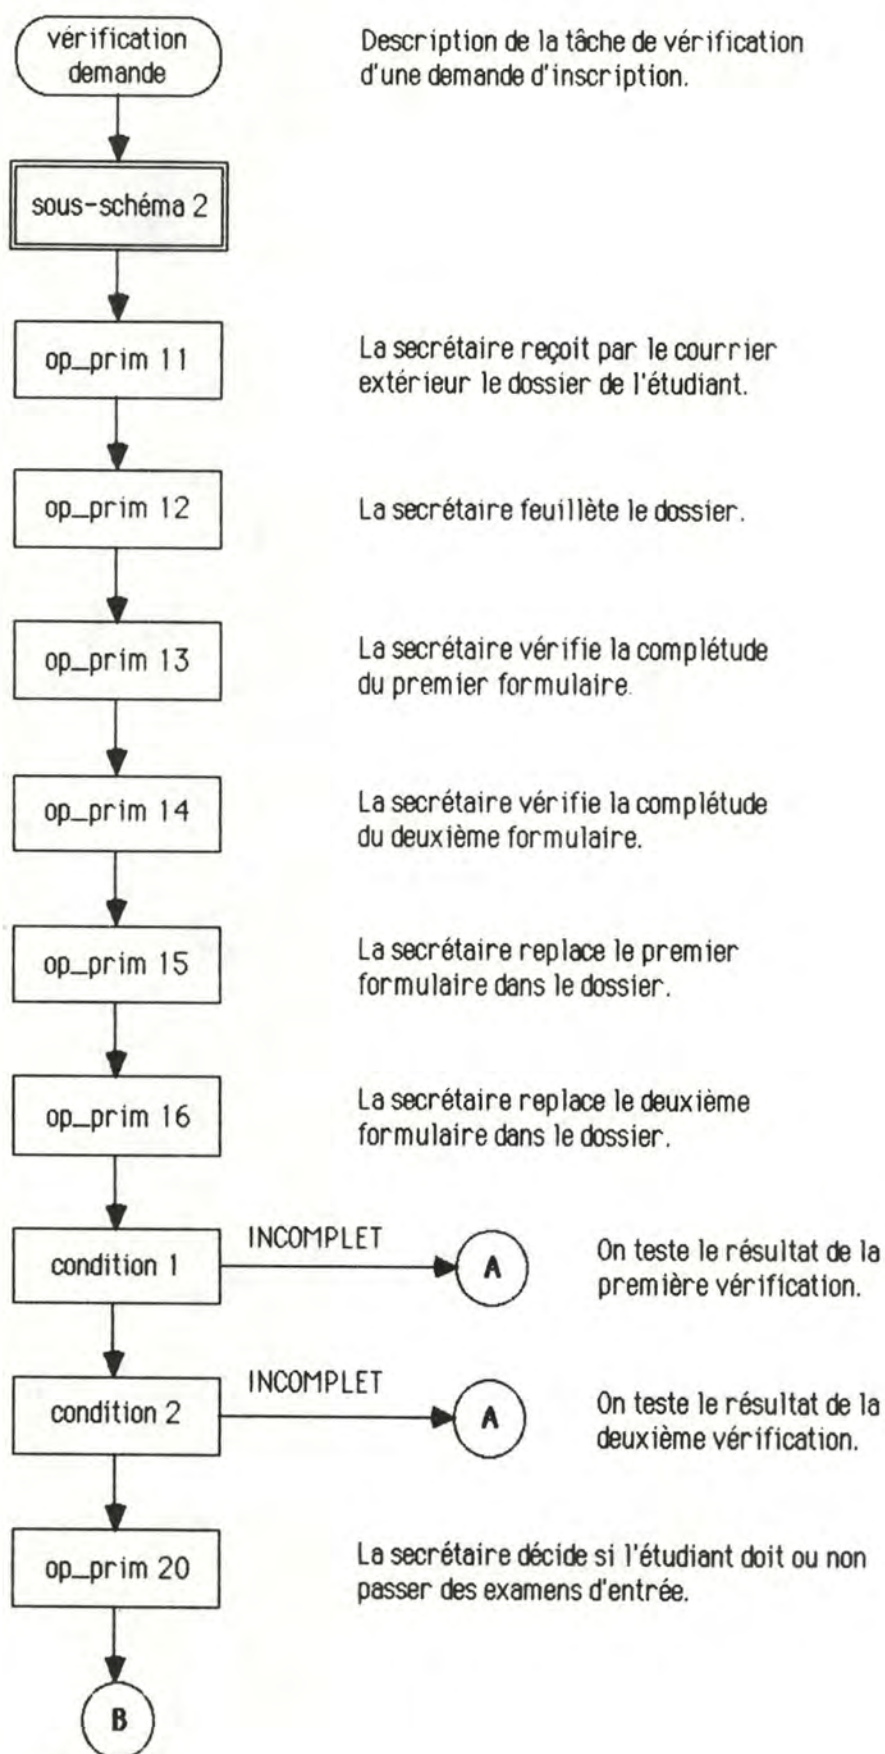 vérification
demande
Description de la tâche de vérification
d'une demande d'inscription.
sous-schéma 2
op_prim 11
La secrétaire reçoit par le courrier
extérieur le dossier de l'étudiant.
op_prim 12
La secrétaire feuillète le dossier.
op_prim 13
La secrétaire vérifie la complétude
du premier formulaire.
op_prim 14
La secrétaire vérifie la complétude
du deuxième formulaire.
op_prim 15
La secrétaire replace le premier
formulaire dans le dossier.
op_prim 16
La secrétaire replace le deuxième
formulaire dans le dossier.
condition 1
INCOMPLET
A
On teste le résultat de la
première vérification.
condition 2
INCOMPLET
A
On teste le résultat de la
deuxième vérification.
op_prim 20
La secrétaire décide si l'étudiant doit ou non
passer des examens d'entrée.
B